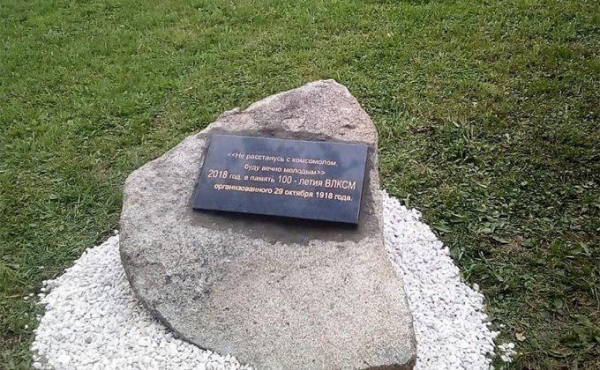 <<Не расстанусь с комсомолом,
буду вечно молодым>>
2018 год. в память 100 - летия ВЛКСМ
организованного 29 октября 1918 года.